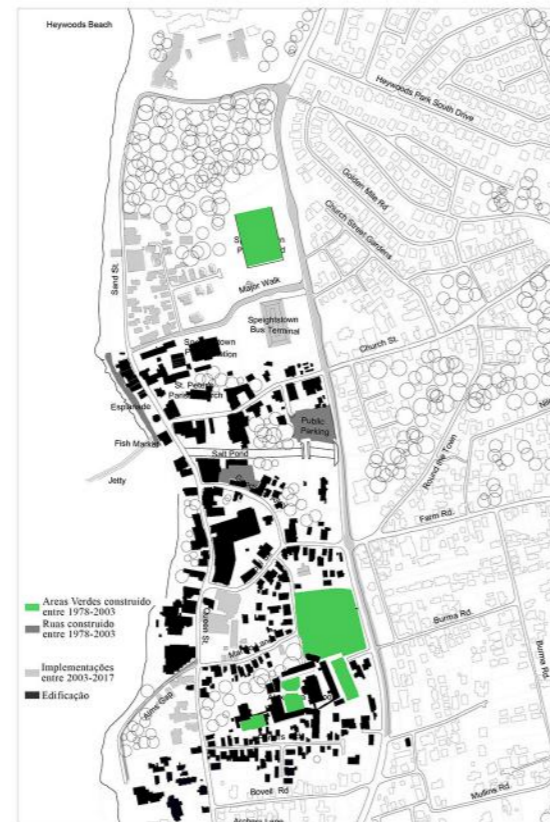 Heywoods Beach
Heywoods Park South Drive
Golden Mile Rd
Church Street Gardens
Sand St.
Major Walk
Speightstown
Bus Terminal
Church St.
St. Peter's
Esplanade
Public
Parking
Fish Market
Salt Pond
Jetty
Round the Town
Farm Rd.
Areas Verdes construido
entre 1978-2003
Ruas construido
entre 1978-2003
Queen St.
Burma Rd.
Burma Rd.
Implementações
entre 2003-2017
Edificação
Alms Gap
Bovell Rd
Mullins Rd